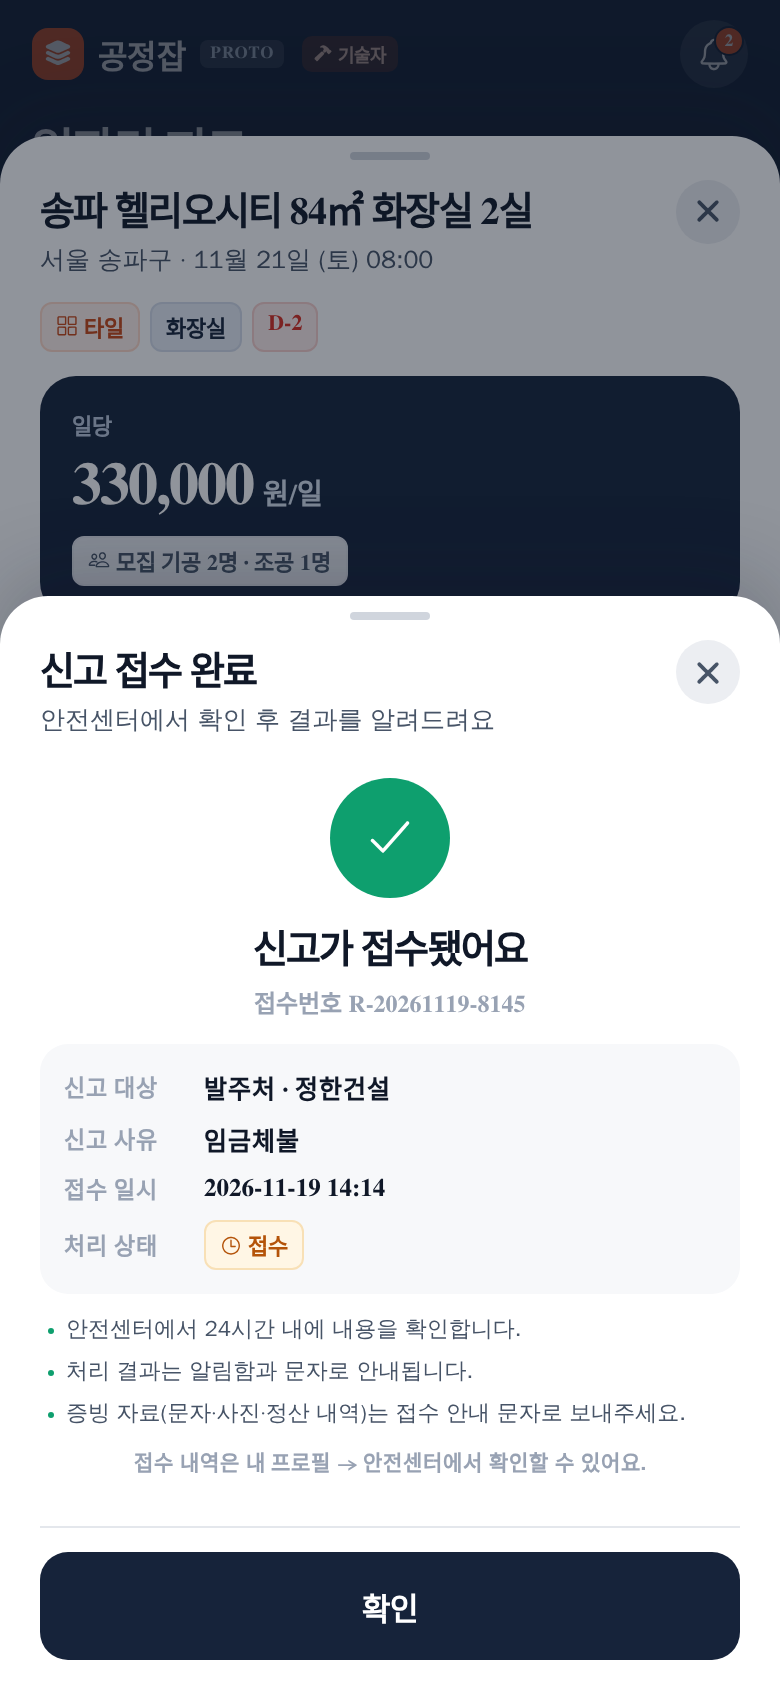 공정잡 PROTO 기술자 2
송파 헬리오시티 84㎡ 화장실 2실
서울 송파구 · 11월 21일 (토) 08:00
타일 화장실 D-2
일당
330,000 원/일
모집 기공 2명 · 조공 1명
신고 접수 완료
안전센터에서 확인 후 결과를 알려드려요
신고가 접수됐어요
접수번호 R-20261119-8145
신고 대상 발주처 · 정한건설
신고 사유 임금체불
접수 일시 2026-11-19 14:14
처리 상태 접수
• 안전센터에서 24시간 내에 내용을 확인합니다.
• 처리 결과는 알림함과 문자로 안내됩니다.
• 증빙 자료(문자·사진·정산 내역)는 접수 안내 문자로 보내주세요.
접수 내역은 내 프로필 → 안전센터에서 확인할 수 있어요.
확인